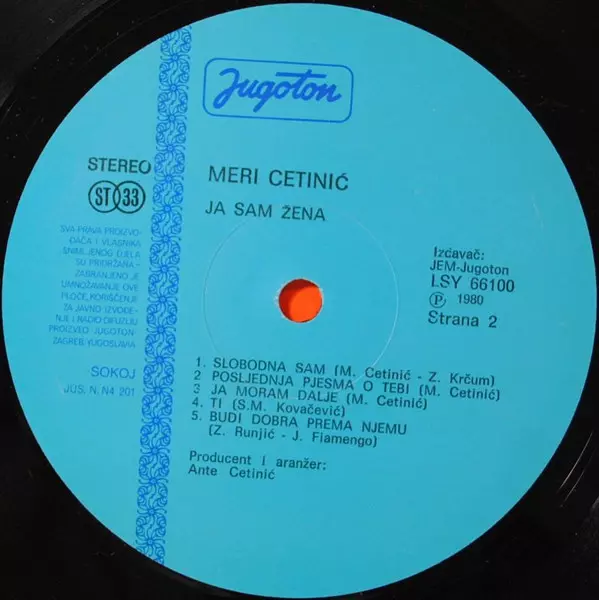 Jugoton
STEREO
ST 33
MERI CETINIĆ
JA SAM ŽENA
SVA PRAVA PROIZVO-
ĐAČA I VLASNIKA
SNIMLJENOG DJELA
SU PRIDRŽANA-
ZABRANJENO JE
UMNOŽAVANJE OVE
PLOČE, KORIŠČENJE
ZA JAVNO IZVOĐE-
NJE I RADIO DIFUZIJU
PROIZVEO JUGOTON-
ZAGREB, YUGOSLAVIA
SOKOJ
JUS. N. N4 201
Izdavač:
JEM-Jugoton
LSY 66100
Ⓟ 1980
Strana 2
1. SLOBODNA SAM (M. Cetinić - Z. Krčum)
2 POSLJEDNJA PJESMA O TEBI (M. Cetinić)
3 JA MORAM DALJE (M. Cetinić)
4. TI (S.M. Kovačević)
5. BUDI DOBRA PREMA NJEMU
(Z. Runjić - J. Fiamengo)
Producent i aranžer:
Ante Cetinić